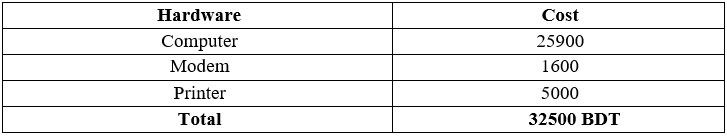 Hardware Cost
Computer 25900
Modem 1600
Printer 5000
Total 32500 BDT